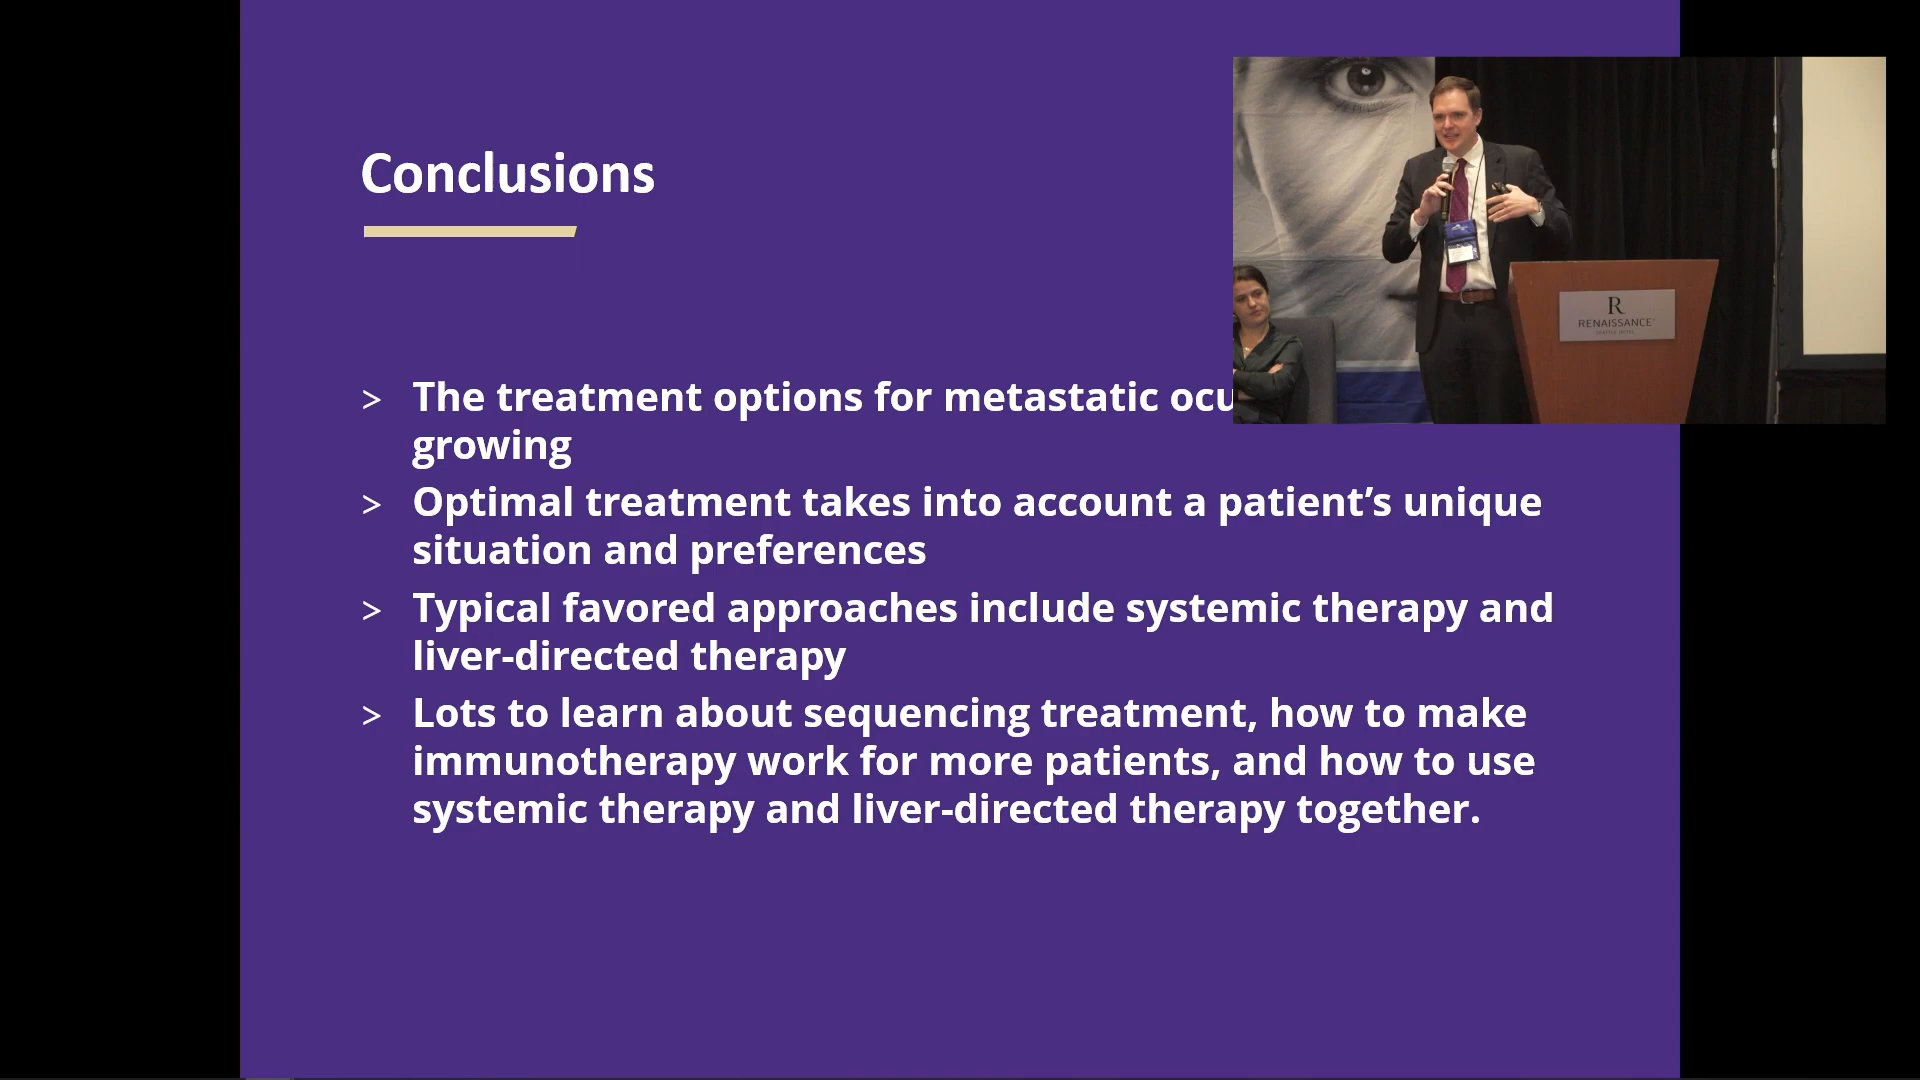 Conclusions
> The treatment options for metastatic
growing
> Optimal treatment takes into account a patient’s unique
situation and preferences
> Typical favored approaches include systemic therapy and
liver-directed therapy
> Lots to learn about sequencing treatment, how to make
immunotherapy work for more patients, and how to use
systemic therapy and liver-directed therapy together.
R
RENAISSANCE